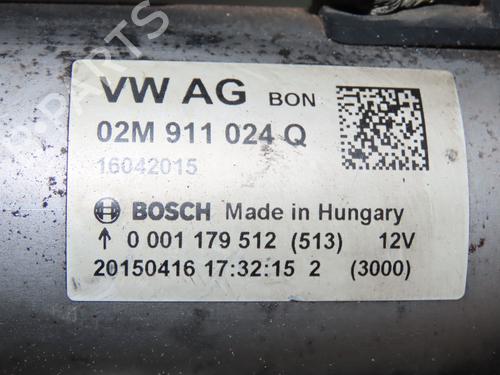 VW AG BON
02M 911 024 Q
16042015
BOSCH Made in Hungary
↑ 0 001 179 512 (513) 12V
20150416 17:32:15 2 (3000)